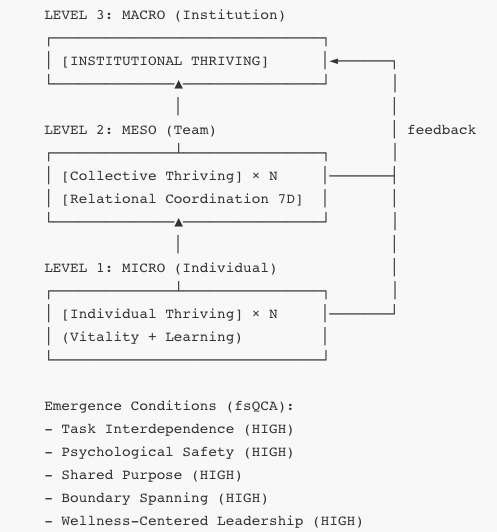 LEVEL 3: MACRO (Institution)
[INSTITUTIONAL THRIVING]
LEVEL 2: MESO (Team)
feedback
[Collective Thriving] × N
[Relational Coordination 7D]
LEVEL 1: MICRO (Individual)
[Individual Thriving] × N
(Vitality + Learning)
Emergence Conditions (fsQCA):
– Task Interdependence (HIGH)
– Psychological Safety (HIGH)
– Shared Purpose (HIGH)
– Boundary Spanning (HIGH)
– Wellness-Centered Leadership (HIGH)